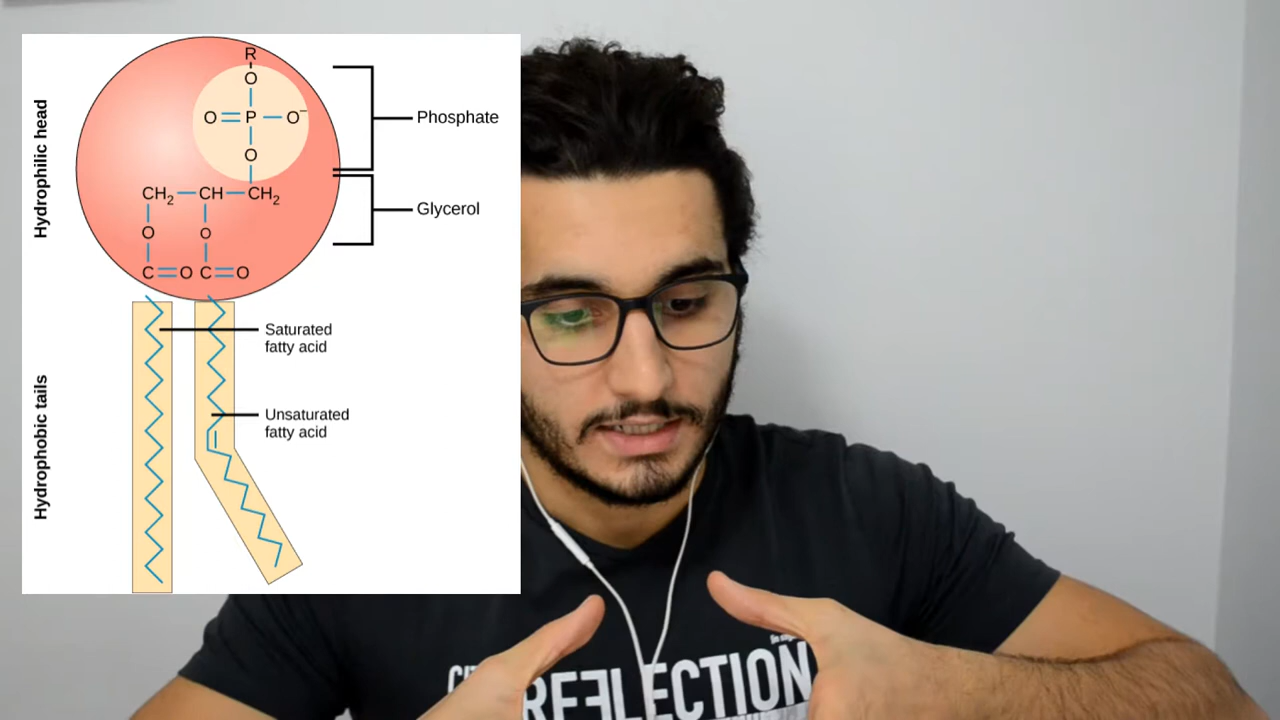 Hydrophilic head
R
O
O=P—O⁻
O
CH₂—CH—CH₂
O O
C=O C=O
Phosphate
Glycerol
Hydrophobic tails
Saturated
fatty acid
Unsaturated
fatty acid
REFLECTION